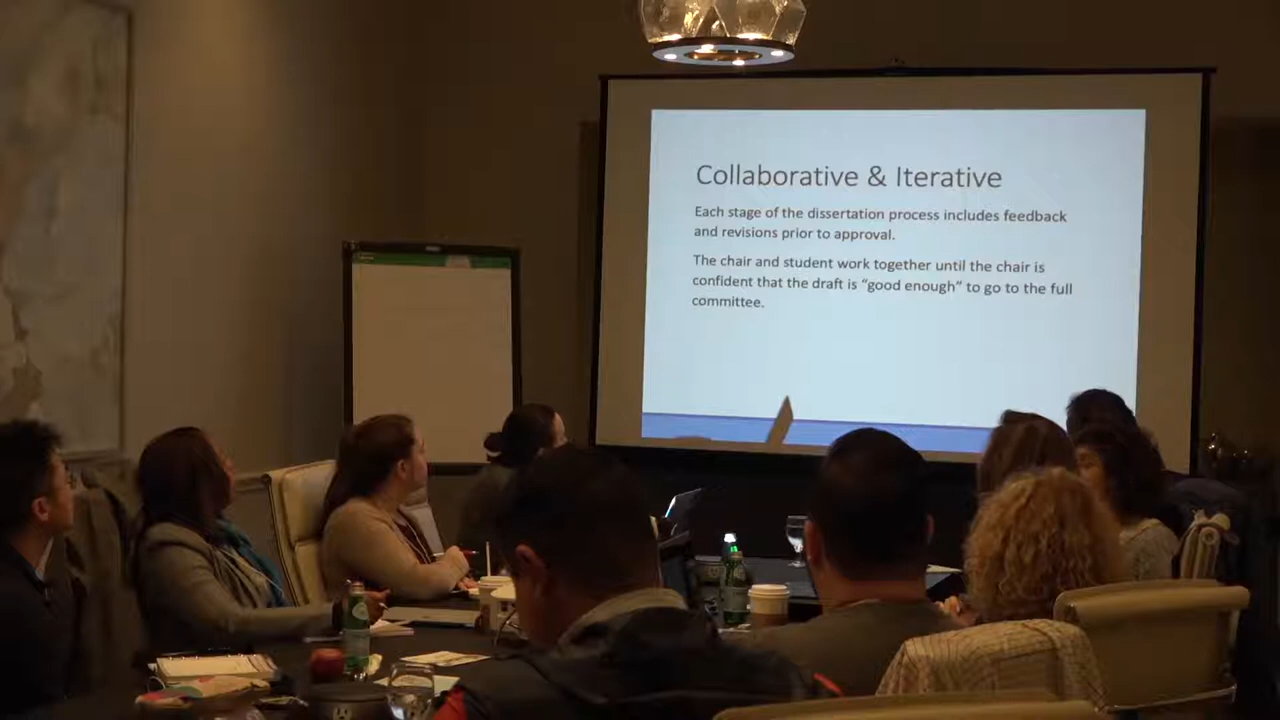 Collaborative & Iterative
Each stage of the dissertation process includes feedback
and revisions prior to approval.
The chair and student work together until the chair is
confident that the draft is “good enough” to go to the full
committee.